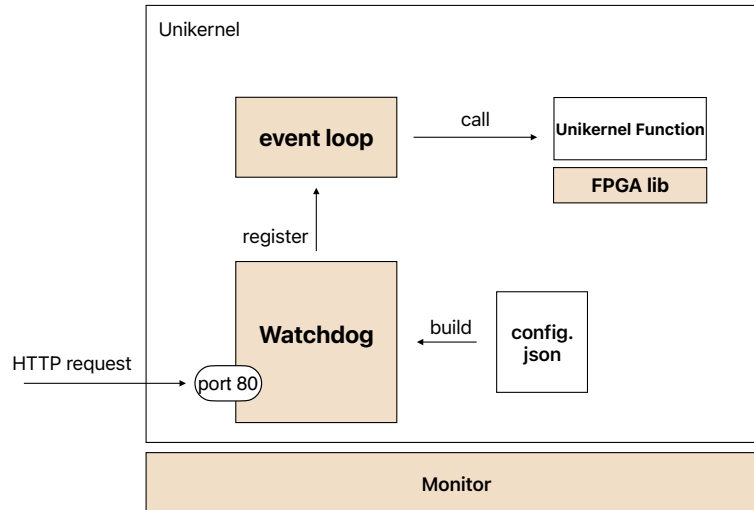 Unikernel
event loop
call
Unikernel Function
FPGA lib
register
Watchdog
build
config.
json
HTTP request
port 80
Monitor